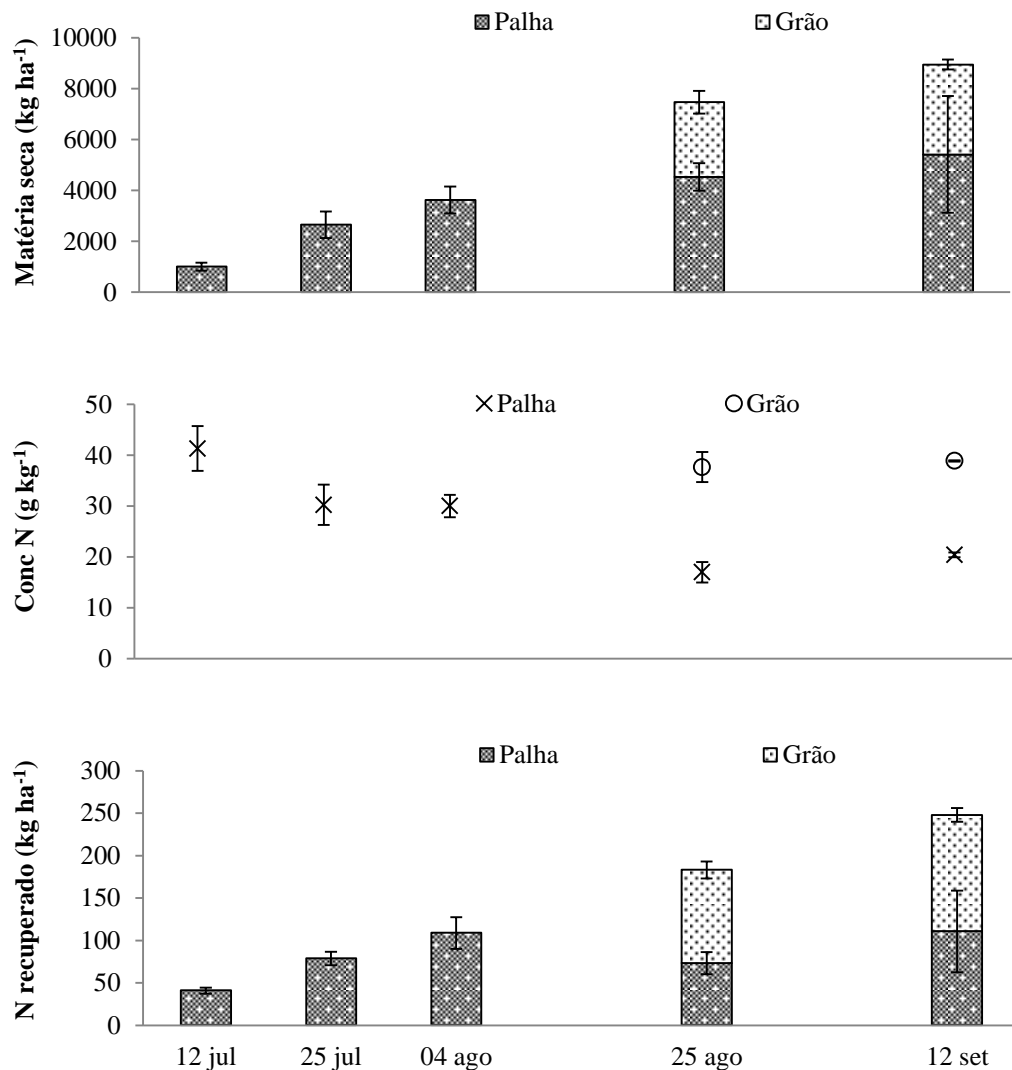 Palha Grão
Matéria seca (kg ha-1)
10000
8000
6000
4000
2000
0
Palha Grão
Conc N (g kg-1)
50
40
30
20
10
0
Palha Grão
N recuperado (kg ha-1)
300
250
200
150
100
50
0
12 jul 25 jul 04 ago 25 ago 12 set